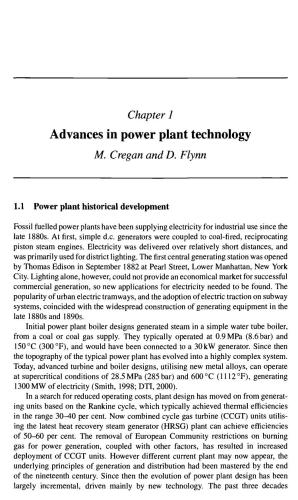 Chapter 1
Advances in power plant technology
M. Cregan and D. Flynn
1.1 Power plant historical development
Fossil fuelled power plants have been supplying electricity for industrial use since the
late 1880s. At first, simple d.c. generators were coupled to coal-fired, reciprocating
piston steam engines. Electricity was delivered over relatively short distances, and
was primarily used for district lighting. The first central generating station was opened
by Thomas Edison in September 1882 at Pearl Street, Lower Manhattan, New York
City. Lighting alone, however, could not provide an economical market for successful
commercial generation, so new applications for electricity needed to be found. The
popularity of urban electric tramways, and the adoption of electric traction on subway
systems, coincided with the widespread construction of generating equipment in the
late 1880s and 1890s.
Initial power plant boiler designs generated steam in a simple water tube boiler,
from a coal or coal gas supply. They typically operated at 0.9 MPa (8.6 bar) and
150 °C (300 °F), and would have been connected to a 30 kW generator. Since then
the topography of the typical power plant has evolved into a highly complex system.
Today, advanced turbine and boiler designs, utilising new metal alloys, can operate
at supercritical conditions of 28.5 MPa (285 bar) and 600 °C (1112 °F), generating
1300 MW of electricity (Smith, 1998; DTI, 2000).
In a search for reduced operating costs, plant design has moved on from generat-
ing units based on the Rankine cycle, which typically achieved thermal efficiencies
in the range 30–40 per cent. Now combined cycle gas turbine (CCGT) units utilis-
ing the latest heat recovery steam generator (HRSG) plant can achieve efficiencies
of 50–60 per cent. The removal of European Community restrictions on burning
gas for power generation, coupled with other factors, has resulted in increased
deployment of CCGT units. However different current plant may now appear, the
underlying principles of generation and distribution had been mastered by the end
of the nineteenth century. Since then the evolution of power plant design has been
largely incremental, driven mainly by new technology. The past three decades